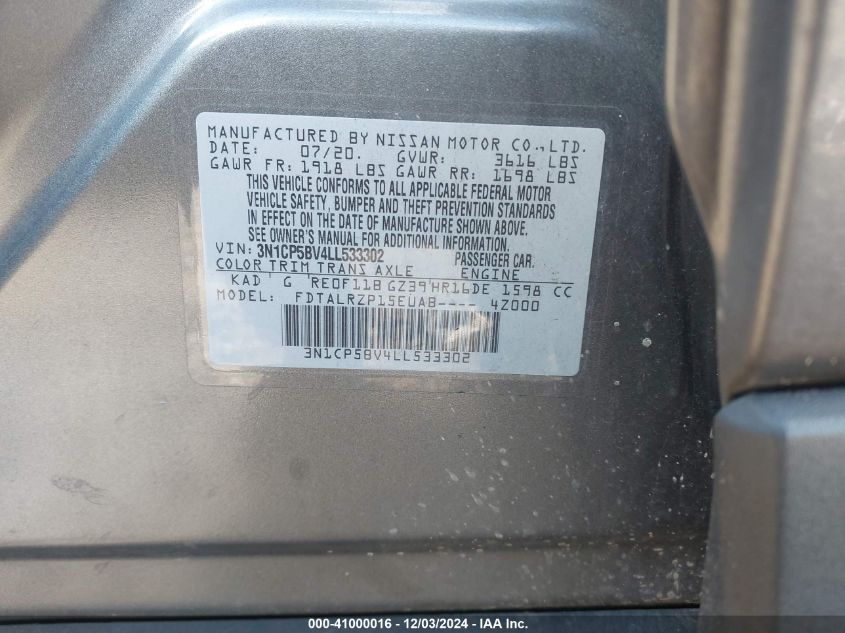 MANUFACTURED BY NISSAN MOTOR CO.,LTD.
DATE: 07/20. GVWR: 3616 LBS
GAWR FR: 1918 LBS GAWR RR: 1698 LBS
THIS VEHICLE CONFORMS TO ALL APPLICABLE FEDERAL MOTOR
VEHICLE SAFETY, BUMPER AND THEFT PREVENTION STANDARDS
IN EFFECT ON THE DATE OF MANUFACTURE SHOWN ABOVE.
SEE OWNER'S MANUAL FOR ADDITIONAL INFORMATION.
VIN: 3N1CP5BV4LL533302 PASSENGER CAR.
COLOR TRIM TRANS AXLE ENGINE
KAD G RE0F11B GZ39 HR16DE 1598 CC
MODEL: FDTALRZP15EUAB---- 4Z000
3N1CP5BV4LL533302
000-41000016 - 12/03/2024 - IAA Inc.